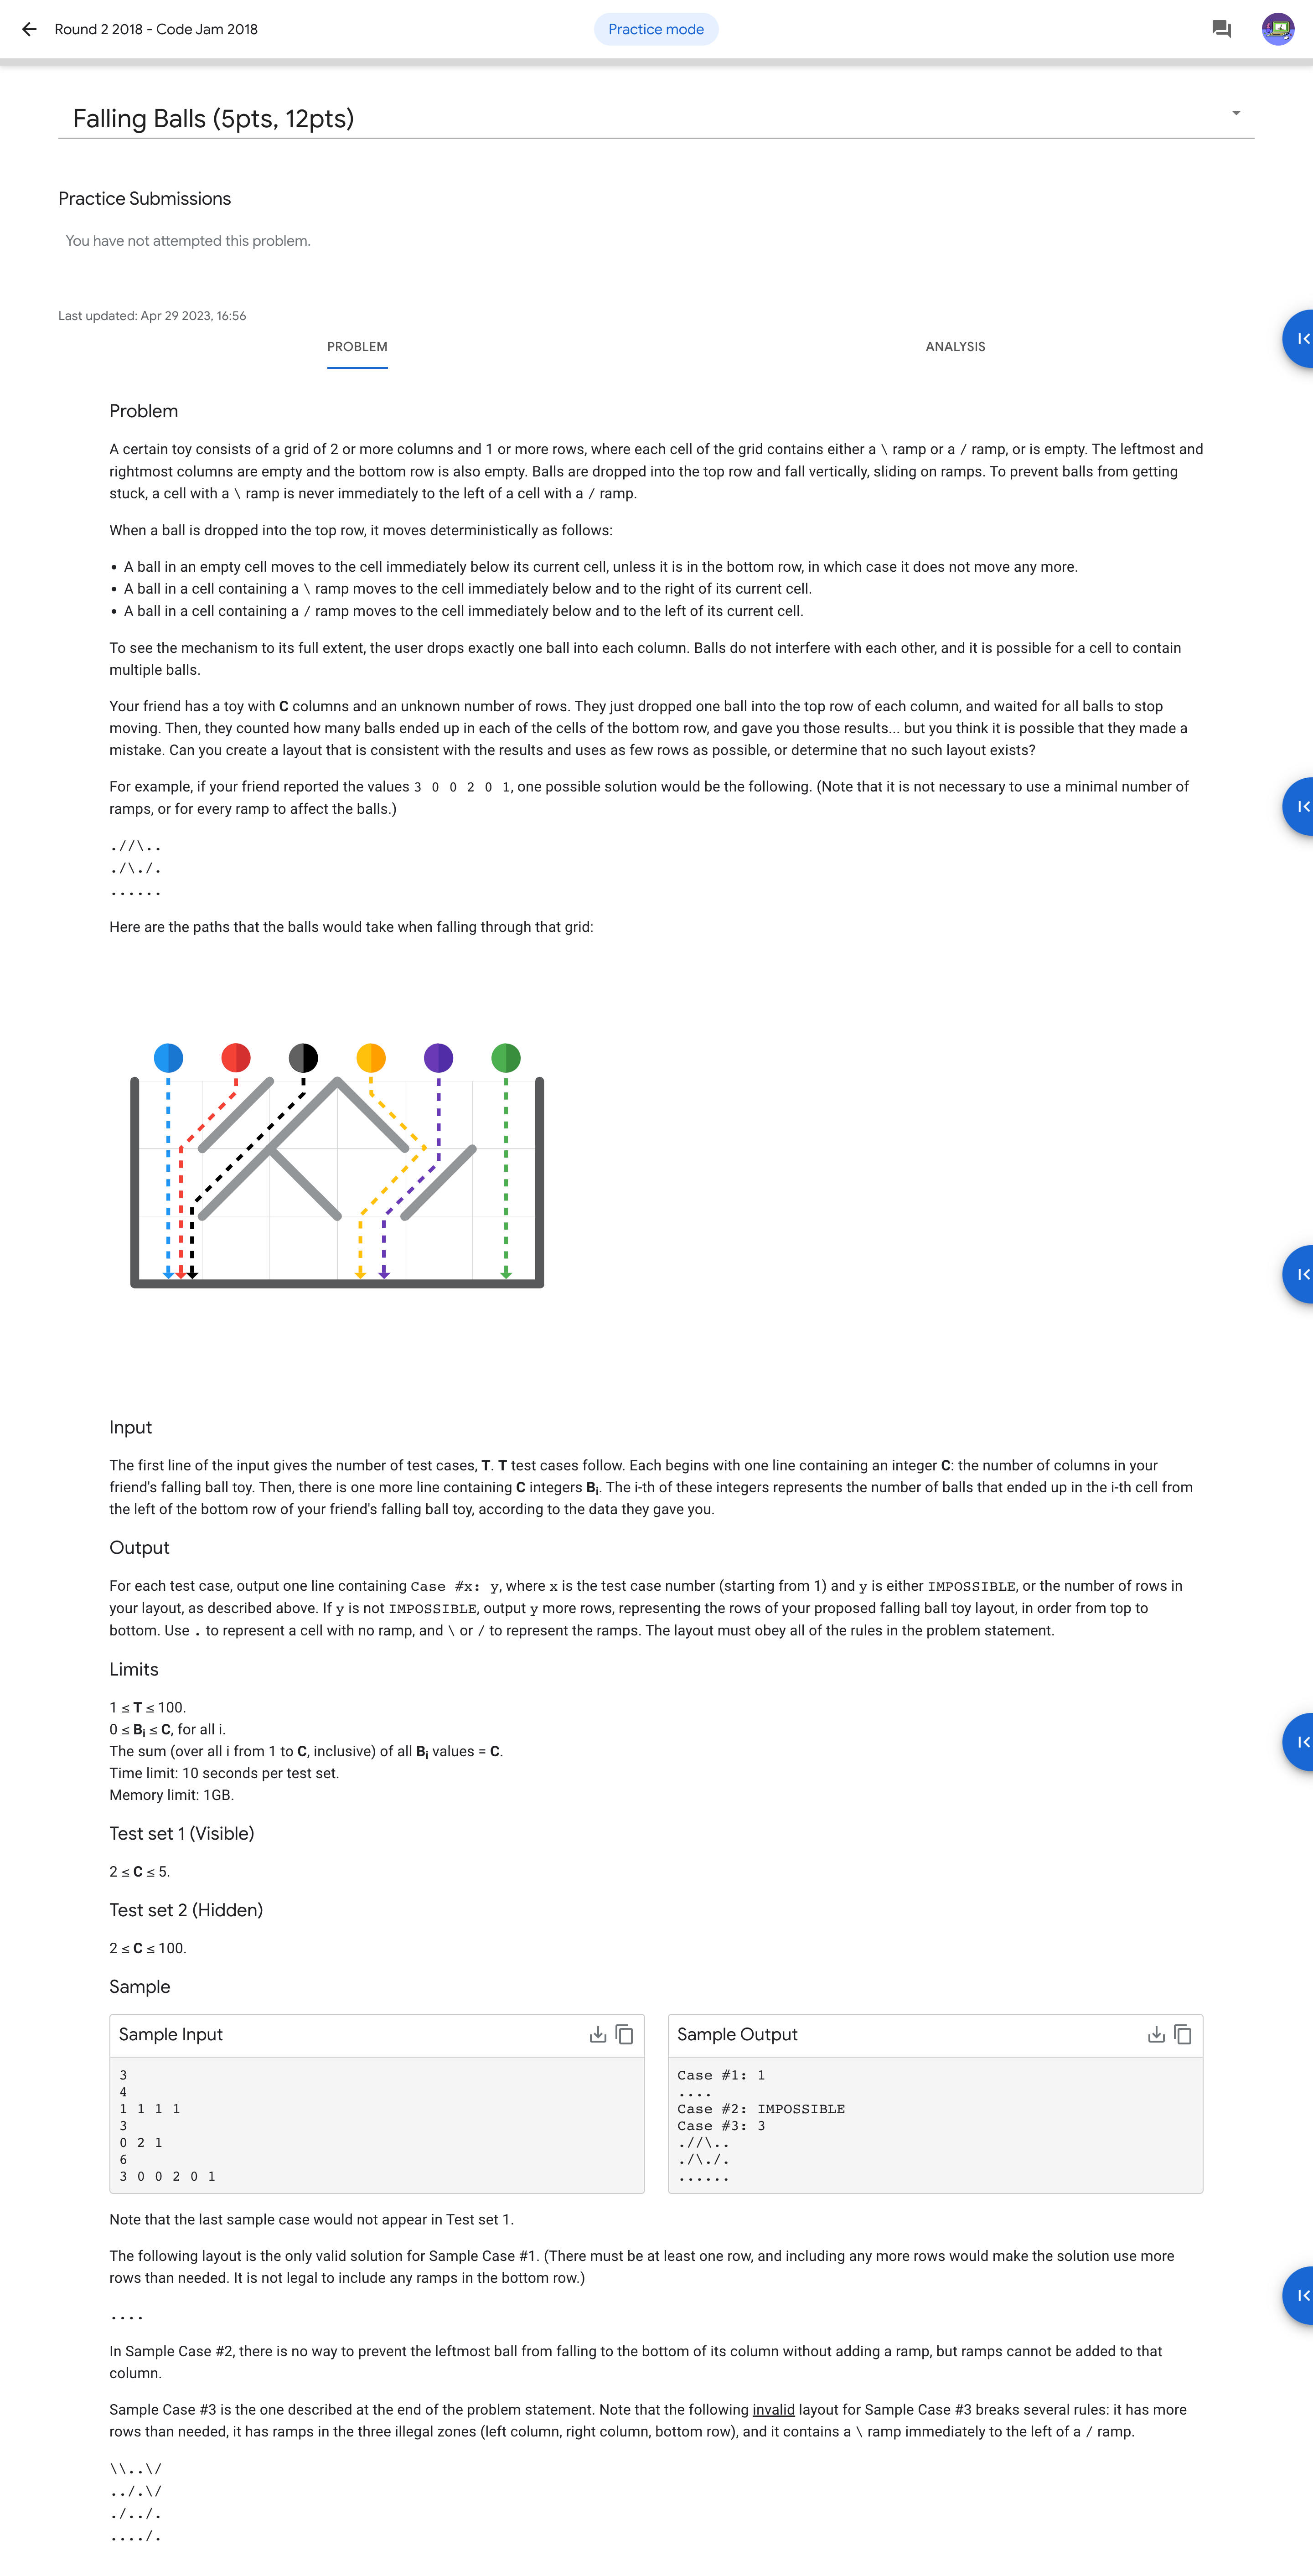 Round 2 2018 - Code Jam 2018
Practice mode
Falling Balls (5pts, 12pts)
Practice Submissions
You have not attempted this problem.
Last updated: Apr 29 2023, 16:56
PROBLEM
ANALYSIS
Problem
A certain toy consists of a grid of 2 or more columns and 1 or more rows, where each cell of the grid contains either a \ ramp or a / ramp, or is empty. The leftmost and
rightmost columns are empty and the bottom row is also empty. Balls are dropped into the top row and fall vertically, sliding on ramps. To prevent balls from getting
stuck, a cell with a \ ramp is never immediately to the left of a cell with a / ramp.
When a ball is dropped into the top row, it moves deterministically as follows:
• A ball in an empty cell moves to the cell immediately below its current cell, unless it is in the bottom row, in which case it does not move any more.
• A ball in a cell containing a \ ramp moves to the cell immediately below and to the right of its current cell.
• A ball in a cell containing a / ramp moves to the cell immediately below and to the left of its current cell.
To see the mechanism to its full extent, the user drops exactly one ball into each column. Balls do not interfere with each other, and it is possible for a cell to contain
multiple balls.
Your friend has a toy with C columns and an unknown number of rows. They just dropped one ball into the top row of each column, and waited for all balls to stop
moving. Then, they counted how many balls ended up in each of the cells of the bottom row, and gave you those results... but you think it is possible that they made a
mistake. Can you create a layout that is consistent with the results and uses as few rows as possible, or determine that no such layout exists?
For example, if your friend reported the values 3 0 0 2 0 1, one possible solution would be the following. (Note that it is not necessary to use a minimal number of
ramps, or for every ramp to affect the balls.)
.//\..
./\./.
......
Here are the paths that the balls would take when falling through that grid:
Input
The first line of the input gives the number of test cases, T. T test cases follow. Each begins with one line containing an integer C: the number of columns in your
friend's falling ball toy. Then, there is one more line containing C integers Bi. The i-th of these integers represents the number of balls that ended up in the i-th cell from
the left of the bottom row of your friend's falling ball toy, according to the data they gave you.
Output
For each test case, output one line containing Case #x: y, where x is the test case number (starting from 1) and y is either IMPOSSIBLE, or the number of rows in
your layout, as described above. If y is not IMPOSSIBLE, output y more rows, representing the rows of your proposed falling ball toy layout, in order from top to
bottom. Use . to represent a cell with no ramp, and \ or / to represent the ramps. The layout must obey all of the rules in the problem statement.
Limits
1 ≤ T ≤ 100.
0 ≤ Bi ≤ C, for all i.
The sum (over all i from 1 to C, inclusive) of all Bi values = C.
Time limit: 10 seconds per test set.
Memory limit: 1GB.
Test set 1 (Visible)
2 ≤ C ≤ 5.
Test set 2 (Hidden)
2 ≤ C ≤ 100.
Sample
Sample Input
3
4
1 1 1 1
3
0 2 1
6
3 0 0 2 0 1
Sample Output
Case #1: 1
....
Case #2: IMPOSSIBLE
Case #3: 3
.//\..
./\./.
......
Note that the last sample case would not appear in Test set 1.
The following layout is the only valid solution for Sample Case #1. (There must be at least one row, and including any more rows would make the solution use more
rows than needed. It is not legal to include any ramps in the bottom row.)
....
In Sample Case #2, there is no way to prevent the leftmost ball from falling to the bottom of its column without adding a ramp, but ramps cannot be added to that
column.
Sample Case #3 is the one described at the end of the problem statement. Note that the following invalid layout for Sample Case #3 breaks several rules: it has more
rows than needed, it has ramps in the three illegal zones (left column, right column, bottom row), and it contains a \ ramp immediately to the left of a / ramp.
\\..\/
../.\/
./../.
..../.